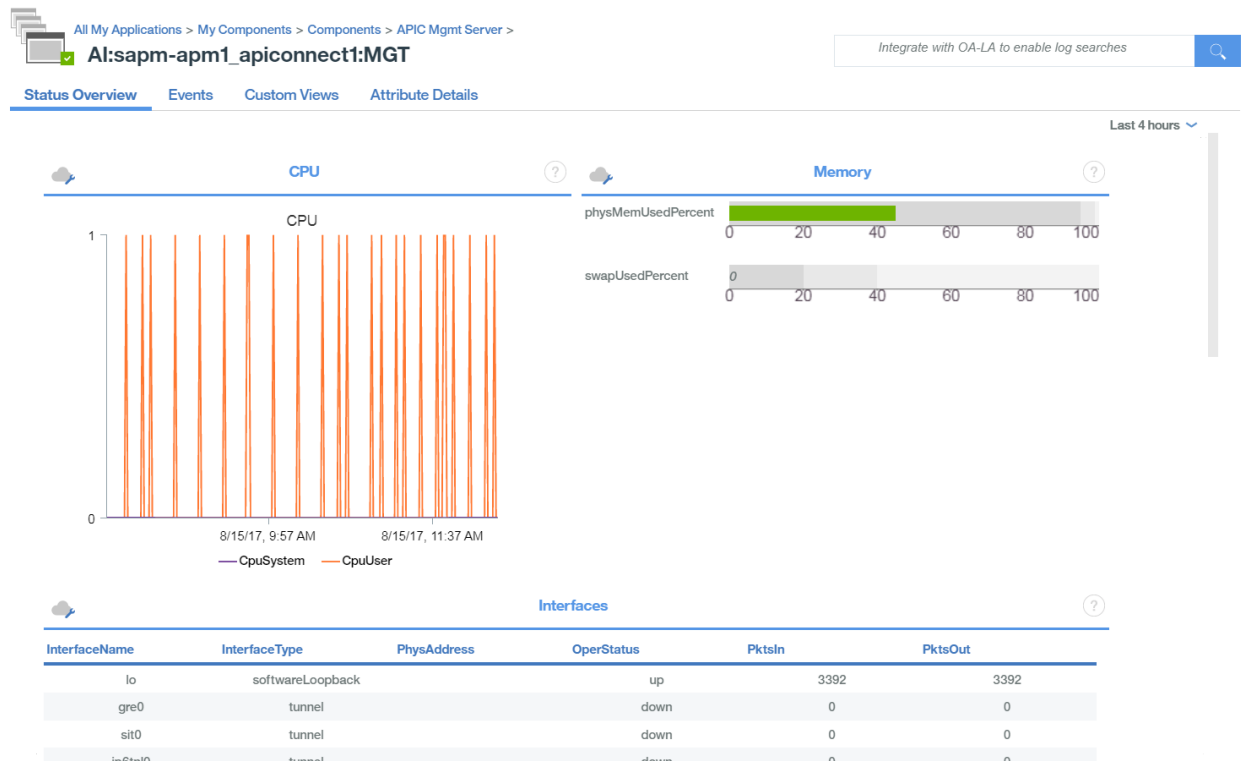 All My Applications > My Components > Components > APIC Mgmt Server >
AI:sapm-apm1_apiconnect1:MGT
Integrate with OA-LA to enable log searches
Status Overview Events Custom Views Attribute Details
Last 4 hours
CPU ?
CPU
1
0
8/15/17, 9:57 AM 8/15/17, 11:37 AM
CpuSystem CpuUser
Memory ?
physMemUsedPercent
0 20 40 60 80 100
swapUsedPercent 0
0 20 40 60 80 100
Interfaces ?
InterfaceName InterfaceType PhysAddress OperStatus PktsIn PktsOut
lo softwareLoopback up 3392 3392
gre0 tunnel down 0 0
sit0 tunnel down 0 0
tunnel down 0 0